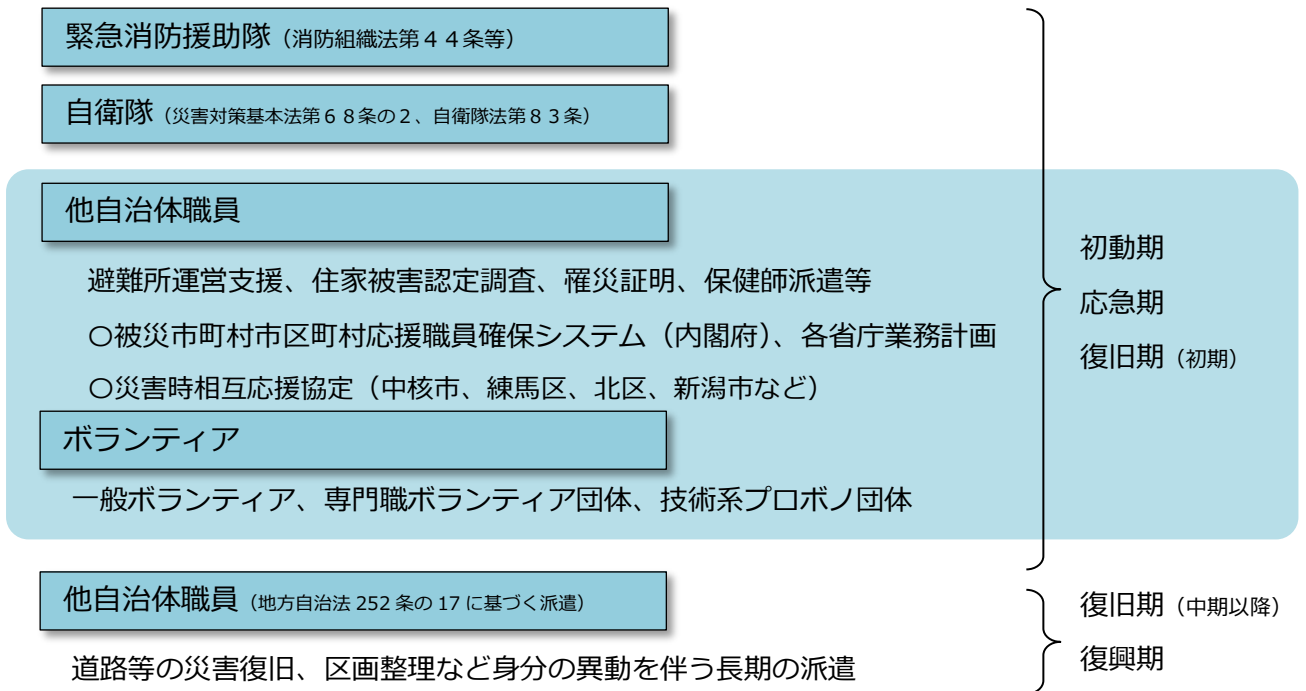 緊急消防援助隊（消防組織法第４４条等）
自衛隊（災害対策基本法第６８条の２、自衛隊法第８３条）
他自治体職員
避難所運営支援、住家被害認定調査、罹災証明、保健師派遣等
〇被災市町村市区町村応援職員確保システム（内閣府）、各省庁業務計画
〇災害時相互応援協定（中核市、練馬区、北区、新潟市など）
ボランティア
一般ボランティア、専門職ボランティア団体、技術系プロボノ団体
初動期
応急期
復旧期（初期）
他自治体職員（地方自治法 252 条の 17 に基づく派遣）
道路等の災害復旧、区画整理など身分の異動を伴う長期の派遣
復旧期（中期以降）
復興期